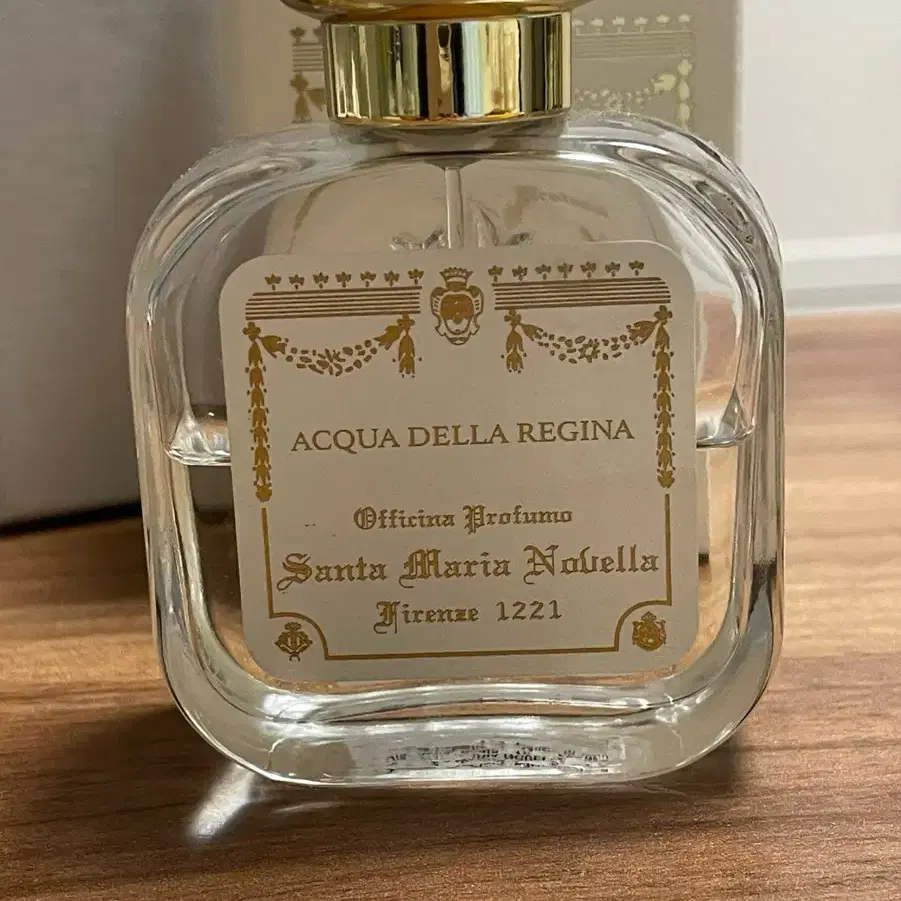 ACQUA DELLA REGINA
Officina Profumo
Santa Maria Novella
Firenze 1221